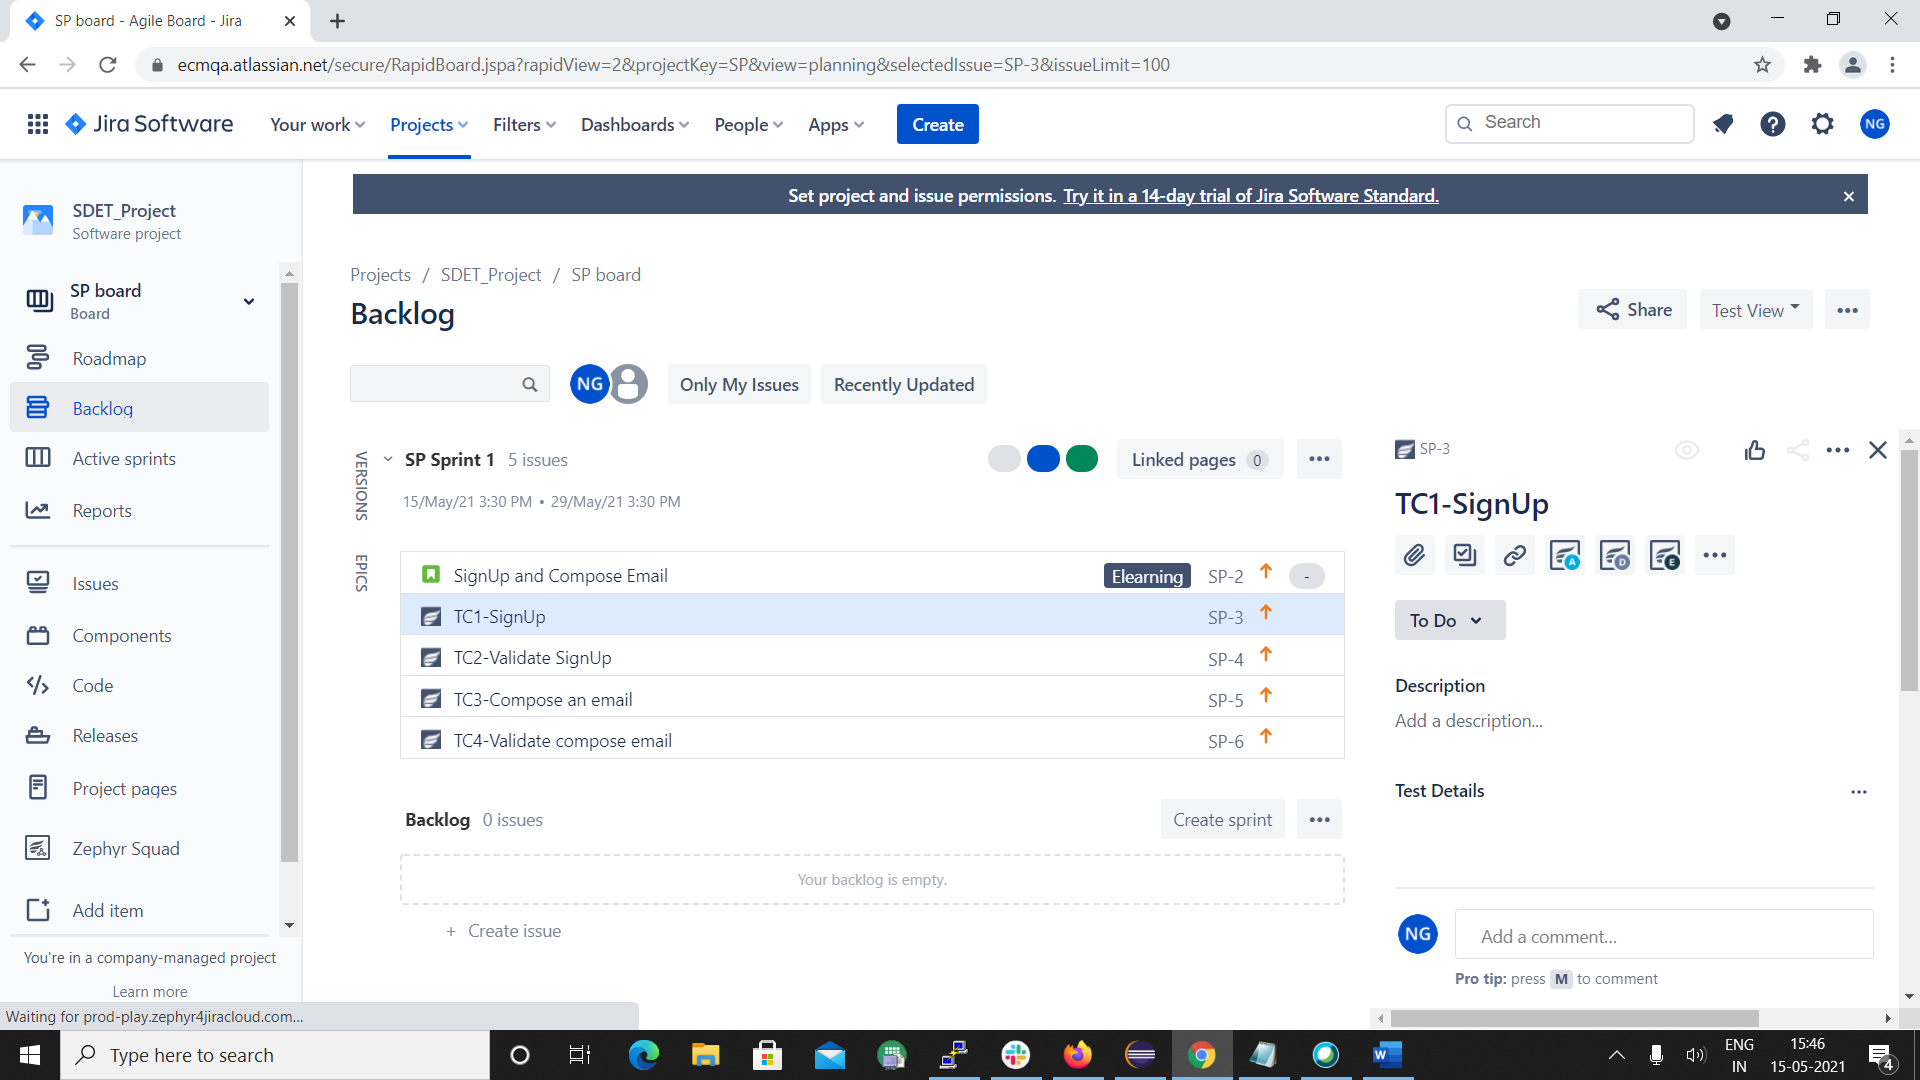 SP board - Agile Board - Jira
ecmqa.atlassian.net/secure/RapidBoard.jspa?rapidView=2&projectKey=SP&view=planning&selectedIssue=SP-3&issueLimit=100
Jira Software
Your work
Projects
Filters
Dashboards
People
Apps
Create
Search
NG
SDET_Project
Software project
SP board
Board
Roadmap
Backlog
Active sprints
Reports
Issues
Components
Code
Releases
Project pages
Zephyr Squad
Add item
You're in a company-managed project
Learn more
Set project and issue permissions. Try it in a 14-day trial of Jira Software Standard.
Projects / SDET_Project / SP board
Backlog
Share
Test View
NG
Only My Issues
Recently Updated
VERSIONS
EPICS
SP Sprint 1 5 issues
Linked pages 0
15/May/21 3:30 PM • 29/May/21 3:30 PM
SignUp and Compose Email Elearning SP-2 -
TC1-SignUp SP-3
TC2-Validate SignUp SP-4
TC3-Compose an email SP-5
TC4-Validate compose email SP-6
Backlog 0 issues
Create sprint
Your backlog is empty.
+ Create issue
SP-3
TC1-SignUp
A
D
E
To Do
Description
Add a description...
Test Details
NG
Add a comment...
Pro tip: press M to comment
Waiting for prod-play.zephyr4jiracloud.com...
Type here to search
ENG
IN
15:46
15-05-2021
4